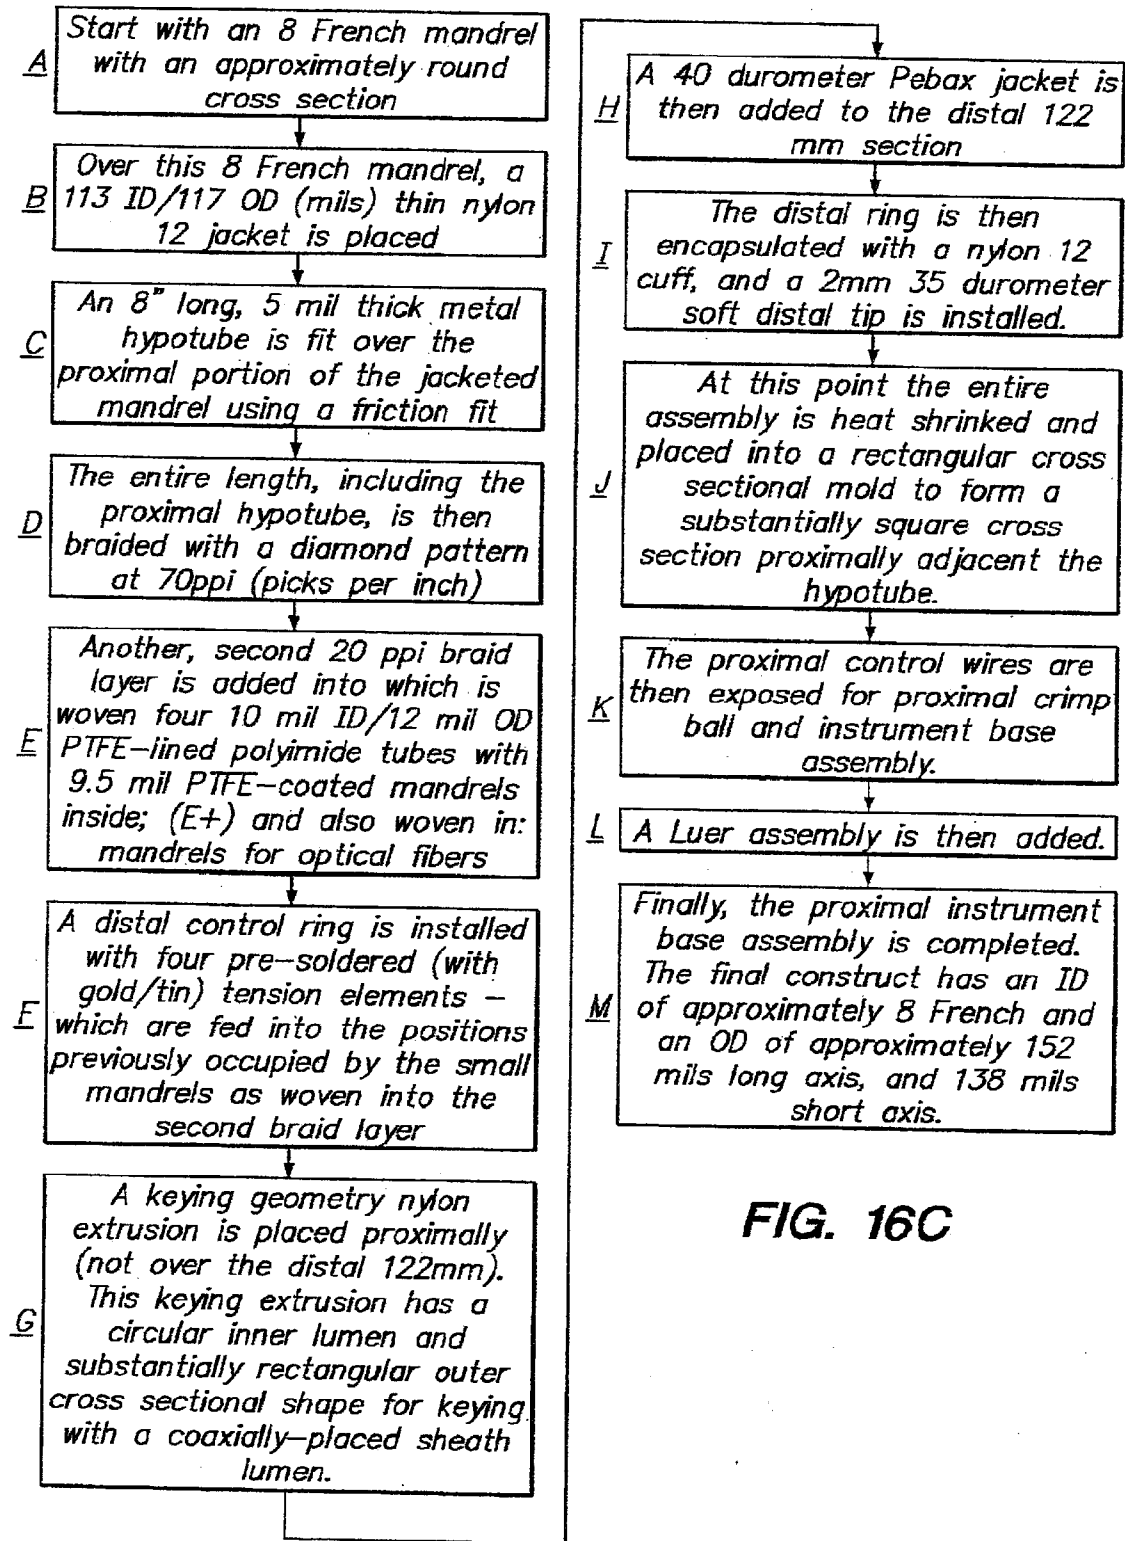 A
Start with an 8 French mandrel
with an approximately round
cross section
B
Over this 8 French mandrel, a
113 ID/117 OD (mils) thin nylon
12 jacket is placed
C
An 8" long, 5 mil thick metal
hypotube is fit over the
proximal portion of the jacketed
mandrel using a friction fit
D
The entire length, including the
proximal hypotube, is then
braided with a diamond pattern
at 70ppi (picks per inch)
E
Another, second 20 ppi braid
layer is added into which is
woven four 10 mil ID/12 mil OD
PTFE-lined polyimide tubes with
9.5 mil PTFE-coated mandrels
inside; (E+) and also woven in:
mandrels for optical fibers
F
A distal control ring is installed
with four pre-soldered (with
gold/tin) tension elements -
which are fed into the positions
previously occupied by the small
mandrels as woven into the
second braid layer
G
A keying geometry nylon
extrusion is placed proximally
(not over the distal 122mm).
This keying extrusion has a
circular inner lumen and
substantially rectangular outer
cross sectional shape for keying
with a coaxially-placed sheath
lumen.
H
A 40 durometer Pebax jacket is
then added to the distal 122
mm section
I
The distal ring is then
encapsulated with a nylon 12
cuff, and a 2mm 35 durometer
soft distal tip is installed.
J
At this point the entire
assembly is heat shrinked and
placed into a rectangular cross
sectional mold to form a
substantially square cross
section proximally adjacent the
hypotube.
K
The proximal control wires are
then exposed for proximal crimp
ball and instrument base
assembly.
L
A Luer assembly is then added.
M
Finally, the proximal instrument
base assembly is completed.
The final construct has an ID
of approximately 8 French and
an OD of approximately 152
mils long axis, and 138 mils
short axis.
FIG. 16C